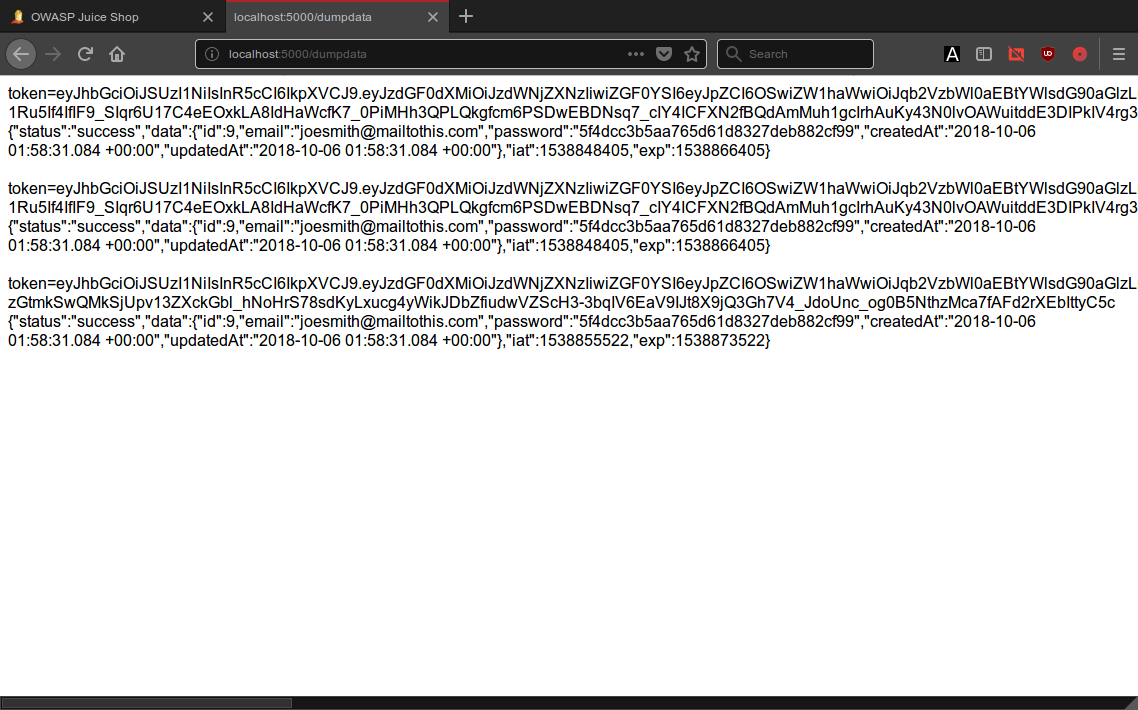 OWASP Juice Shop
localhost:5000/dumpdata
localhost:5000/dumpdata
Search
token=eyJhbGciOiJSUzI1NiIsInR5cCI6IkpXVCJ9.eyJzdGF0dXMiOiJzdWNjZXNzIiwiZGF0YSI6eyJpZCI6OSwiZW1haWwiOiJqb2VzbWl0aEBtYWlsdG90aGlzL
1Ru5lf4IflF9_SIqr6U17C4eEOxkLA8IdHaWcfK7_0PiMHh3QPLQkgfcm6PSDwEBDNsq7_clY4ICFXN2fBQdAmMuh1gclrhAuKy43N0lvOAWuitddE3DIPklV4rg3
{"status":"success","data":{"id":9,"email":"joesmith@mailtothis.com","password":"5f4dcc3b5aa765d61d8327deb882cf99","createdAt":"2018-10-06
01:58:31.084 +00:00","updatedAt":"2018-10-06 01:58:31.084 +00:00"},"iat":1538848405,"exp":1538866405}
token=eyJhbGciOiJSUzI1NiIsInR5cCI6IkpXVCJ9.eyJzdGF0dXMiOiJzdWNjZXNzIiwiZGF0YSI6eyJpZCI6OSwiZW1haWwiOiJqb2VzbWl0aEBtYWlsdG90aGlzL
1Ru5lf4IflF9_SIqr6U17C4eEOxkLA8IdHaWcfK7_0PiMHh3QPLQkgfcm6PSDwEBDNsq7_clY4ICFXN2fBQdAmMuh1gclrhAuKy43N0lvOAWuitddE3DIPklV4rg3
{"status":"success","data":{"id":9,"email":"joesmith@mailtothis.com","password":"5f4dcc3b5aa765d61d8327deb882cf99","createdAt":"2018-10-06
01:58:31.084 +00:00","updatedAt":"2018-10-06 01:58:31.084 +00:00"},"iat":1538848405,"exp":1538866405}
token=eyJhbGciOiJSUzI1NiIsInR5cCI6IkpXVCJ9.eyJzdGF0dXMiOiJzdWNjZXNzIiwiZGF0YSI6eyJpZCI6OSwiZW1haWwiOiJqb2VzbWl0aEBtYWlsdG90aGlzL
zGtmkSwQMkSjUpv13ZXckGbl_hNoHrS78sdKyLxucg4yWikJDbZfiudwVZScH3-3bqlV6EaV9lJt8X9jQ3Gh7V4_JdoUnc_og0B5NthzMca7fAFd2rXEblttyC5c
{"status":"success","data":{"id":9,"email":"joesmith@mailtothis.com","password":"5f4dcc3b5aa765d61d8327deb882cf99","createdAt":"2018-10-06
01:58:31.084 +00:00","updatedAt":"2018-10-06 01:58:31.084 +00:00"},"iat":1538855522,"exp":1538873522}